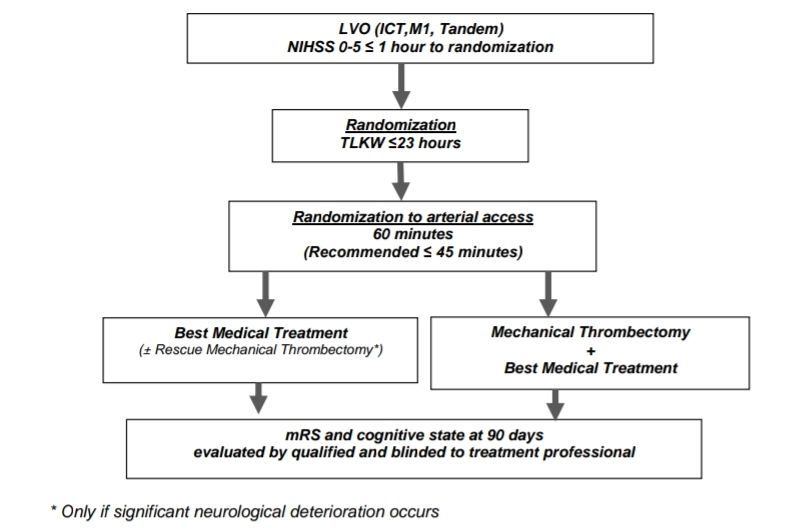 LVO (ICT,M1, Tandem)
NIHSS 0-5 ≤ 1 hour to randomization
Randomization
TLKW ≤23 hours
Randomization to arterial access
60 minutes
(Recommended ≤ 45 minutes)
Best Medical Treatment
(± Rescue Mechanical Thrombectomy*)
Mechanical Thrombectomy
+
Best Medical Treatment
mRS and cognitive state at 90 days
evaluated by qualified and blinded to treatment professional
* Only if significant neurological deterioration occurs